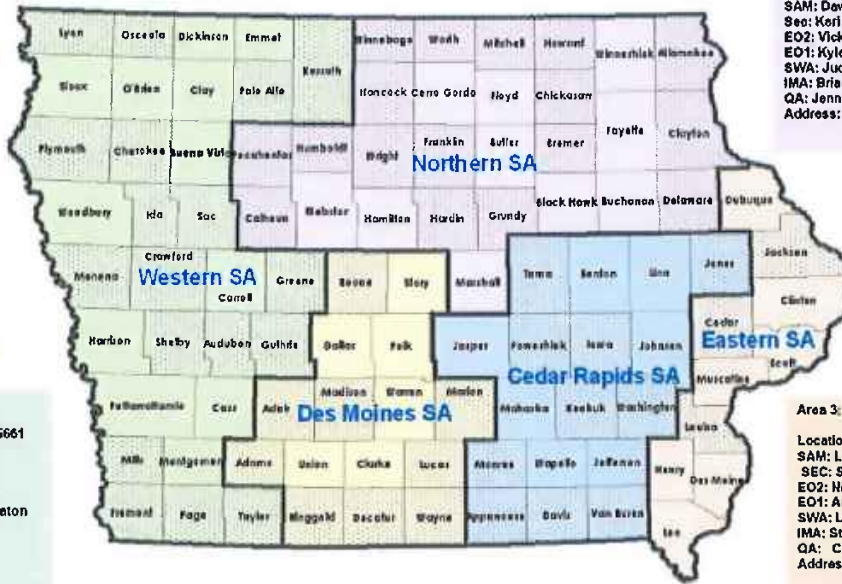 SAM: Dav
Sec: Kari
EO2: Vick
EO1: Kyle
SWA: Juc
IMA: Bria
QA: Jenn
Address:
Lyon Osceola Dickinson Emmet Winnebago Worth Mitchell Howard Winneshiek Allamakee
Kossuth
Sioux O'Brien Clay Palo Alto Hancock Cerro Gordo Floyd Chickasaw
Fayette Clayton
Plymouth Cherokee Buena Vista Pocahontas Humboldt Wright Franklin Butler Bremer
Northern SA
Woodbury Ida Sac Calhoun Webster Hamilton Hardin Grundy Black Hawk Buchanan Delaware Dubuque
Jackson
Monona Crawford Carroll Greene Boone Story Marshall Tama Benton Linn Jones
Western SA
Clinton
Cedar
Harrison Shelby Audubon Guthrie Dallas Polk Jasper Poweshiek Iowa Johnson
Eastern SA
Scott
Muscatine
Cedar Rapids SA
Pottawattamie Cass Adair Madison Warren Marion Mahaska Keokuk Washington
Des Moines SA
Louisa
Mills Montgomery Adams Union Clarke Lucas Monroe Wapello Jefferson Henry Des Moine
Fremont Page Taylor Ringgold Decatur Wayne Appanoose Davis Van Buren
Lee
5661
aton
Area 3:
Locatio
SAM: L
SEC: S
EO2: N
EO1: A
SWA: L
IMA: St
QA: C
Addres